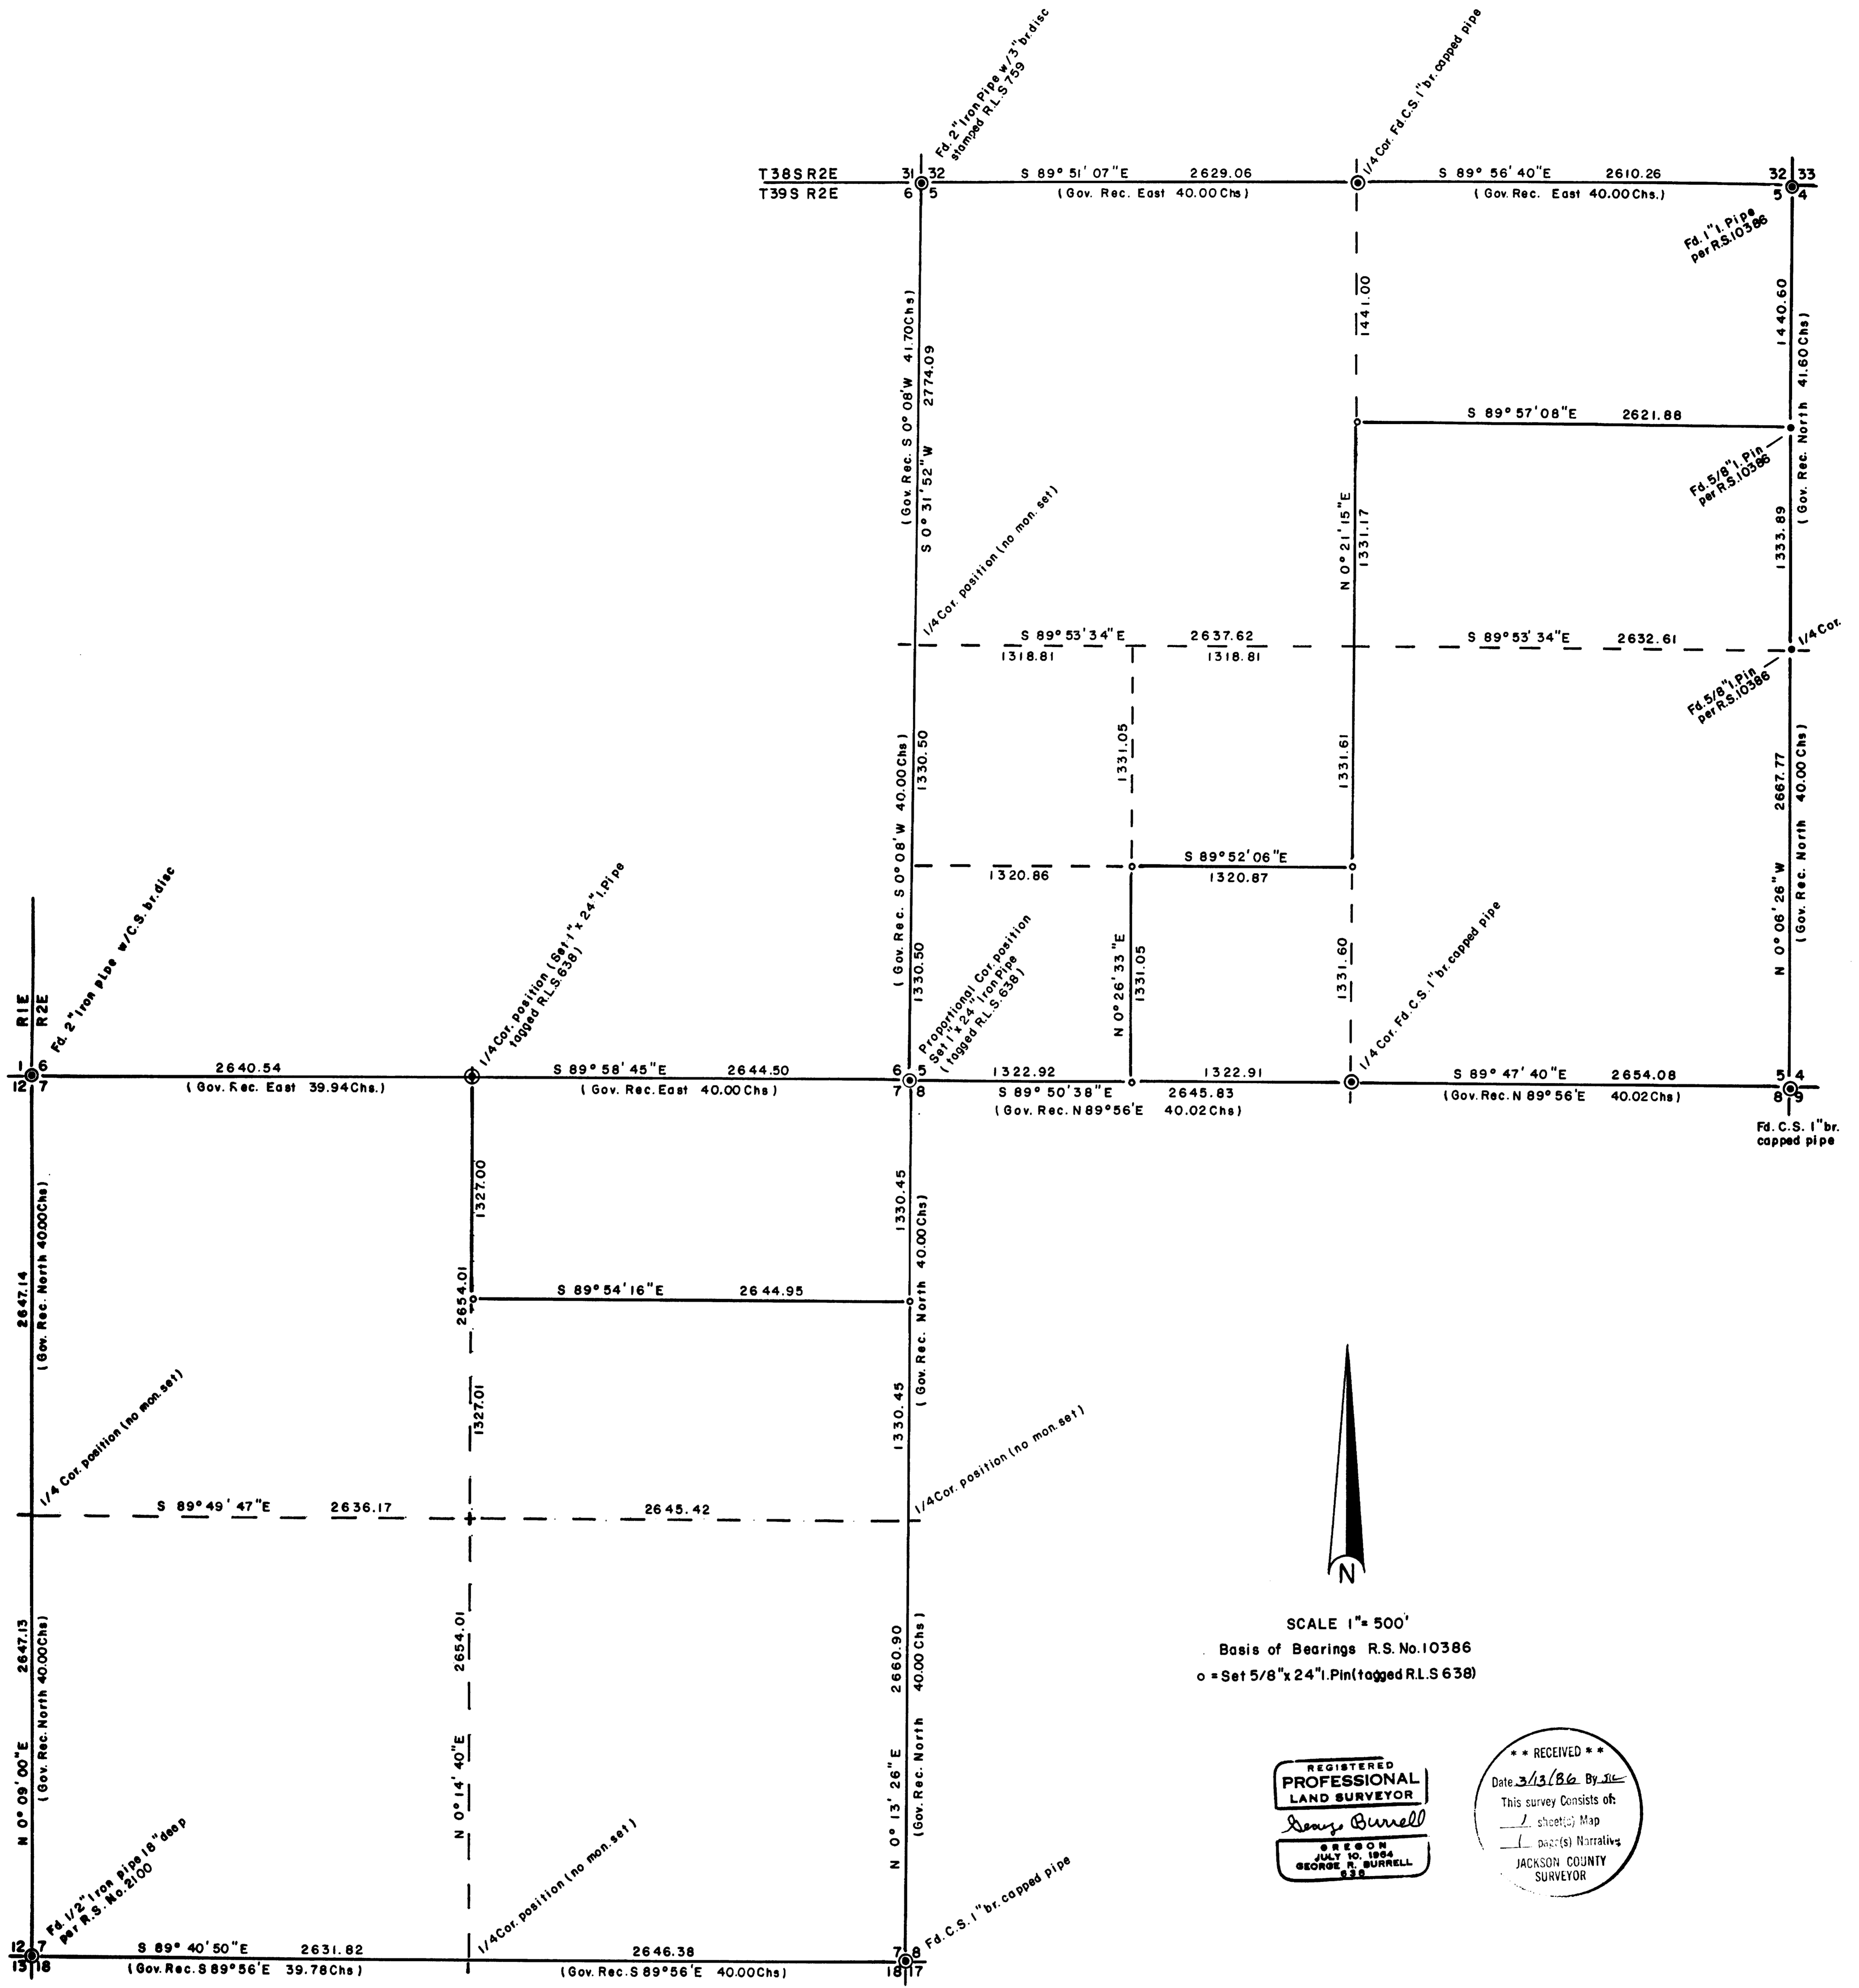 Fd. 2" Iron Pipe w/3" br. disc
stamped R.L.S 759
1/4 Cor. Fd. C.S. 1" br. capped pipe
T38S R2E
T39S R2E
31 32
6 5
S 89° 51' 07" E 2629.06
(Gov. Rec. East 40.00 Chs)
S 89° 56' 40" E 2610.26
(Gov. Rec. East 40.00 Chs.)
32 33
5 4
Fd. 1" I. Pipe
per R.S. 10386
(Gov. Rec. S 0° 08' W 41.70 Chs)
S 0° 31' 52" W 2774.09
1441.00
1440.60
(Gov. Rec. North 41.60 Chs)
S 89° 57' 08" E 2621.88
Fd. 5/8" I. Pin
per R.S. 10386
N 0° 21' 15" E
1331.17
1333.89
1/4 Cor. position (no mon. set)
S 89° 53' 34" E 2637.62
1318.81 1318.81
S 89° 53' 34" E 2632.61
1/4 Cor.
Fd. 5/8" I. Pin
per R.S. 10386
(Gov. Rec. S 0° 08' W 40.00 Chs)
1330.50
1331.05
1331.61
N 0° 06' 26" W 2667.77
(Gov. Rec. North 40.00 Chs)
S 89° 52' 06" E
1320.86
1320.87
1330.50
N 0° 26' 33" E
1331.05
1331.60
Proportional Cor. position
Set 1" x 24" Iron Pipe
(tagged R.L.S. 638)
1/4 Cor. Fd. C.S. 1" br. capped pipe
R1E
R2E
Fd. 2" Iron pipe w/C.S. br. disc
1/4 Cor. position (Set 1" x 24" I. Pipe
tagged R.L.S. 638)
1 6
12 7
2640.54
(Gov. Rec. East 39.94 Chs.)
S 89° 58' 45" E 2644.50
(Gov. Rec. East 40.00 Chs)
6 5
7 8
1322.92 1322.91
S 89° 50' 38" E 2645.83
(Gov. Rec. N 89° 56' E 40.02 Chs)
S 89° 47' 40" E 2654.08
(Gov. Rec. N 89° 56' E 40.02 Chs)
5 4
8 9
Fd. C.S. 1" br.
capped pipe
2647.14
(Gov. Rec. North 40.00 Chs)
1327.00
2654.01
1330.45
(Gov. Rec. North 40.00 Chs)
S 89° 54' 16" E 2644.95
1327.01
1330.45
1/4 Cor. position (no mon. set)
1/4 Cor. position (no mon. set)
S 89° 49' 47" E 2636.17
2645.42
N 0° 09' 00" E 2647.13
(Gov. Rec. North 40.00 Chs)
N 0° 14' 40" E 2654.01
N 0° 13' 26" E 2660.90
(Gov. Rec. North 40.00 Chs)
Fd. 1/2" Iron pipe 18" deep
per R.S. No. 2100
1/4 Cor. position (no mon. set)
Fd. C.S. 1" br. capped pipe
12 7
13 18
S 89° 40' 50" E 2631.82
(Gov. Rec. S 89° 56' E 39.78 Chs)
2646.38
(Gov. Rec. S 89° 56' E 40.00 Chs)
7 8
18 17
N
SCALE 1" = 500'
Basis of Bearings R.S. No. 10386
o = Set 5/8" x 24" I. Pin (tagged R.L.S 638)
REGISTERED
PROFESSIONAL
LAND SURVEYOR
George Burrell
OREGON
JULY 10, 1964
GEORGE R. BURRELL
638
* * RECEIVED * *
Date 3/13/86 By
This survey Consists of:
1 sheet(s) Map
1 page(s) Narrative
JACKSON COUNTY
SURVEYOR